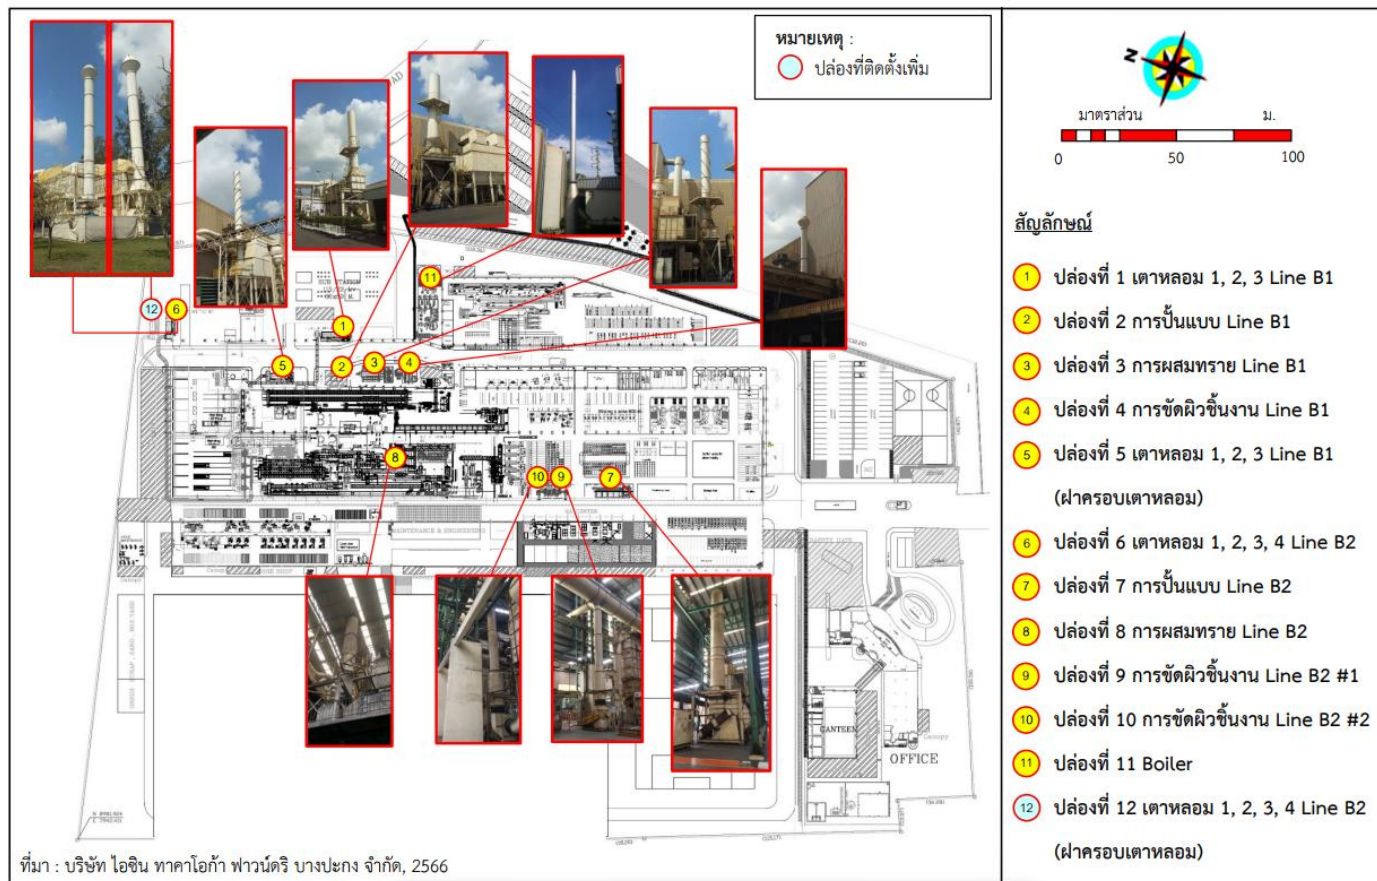 หมายเหตุ :
ปล่องที่ติดตั้งเพิ่ม
N
มาตราส่วน ม.
0 50 100
สัญลักษณ์
1 ปล่องที่ 1 เตาหลอม 1, 2, 3 Line B1
2 ปล่องที่ 2 การปั้นแบบ Line B1
3 ปล่องที่ 3 การผสมทราย Line B1
4 ปล่องที่ 4 การขัดผิวชิ้นงาน Line B1
5 ปล่องที่ 5 เตาหลอม 1, 2, 3 Line B1
(ฝาครอบเตาหลอม)
6 ปล่องที่ 6 เตาหลอม 1, 2, 3, 4 Line B2
7 ปล่องที่ 7 การปั้นแบบ Line B2
8 ปล่องที่ 8 การผสมทราย Line B2
9 ปล่องที่ 9 การขัดผิวชิ้นงาน Line B2 #1
10 ปล่องที่ 10 การขัดผิวชิ้นงาน Line B2 #2
11 ปล่องที่ 11 Boiler
12 ปล่องที่ 12 เตาหลอม 1, 2, 3, 4 Line B2
(ฝาครอบเตาหลอม)
11
12 6
1
5 2 3 4
8
10 9 7
MAINTENANCE & ENGINEERING
CANTEEN
Canopy
OFFICE
ที่มา : บริษัท ไอซิน ทาคาโอก้า ฟาวน์ดริ บางปะกง จำกัด, 2566